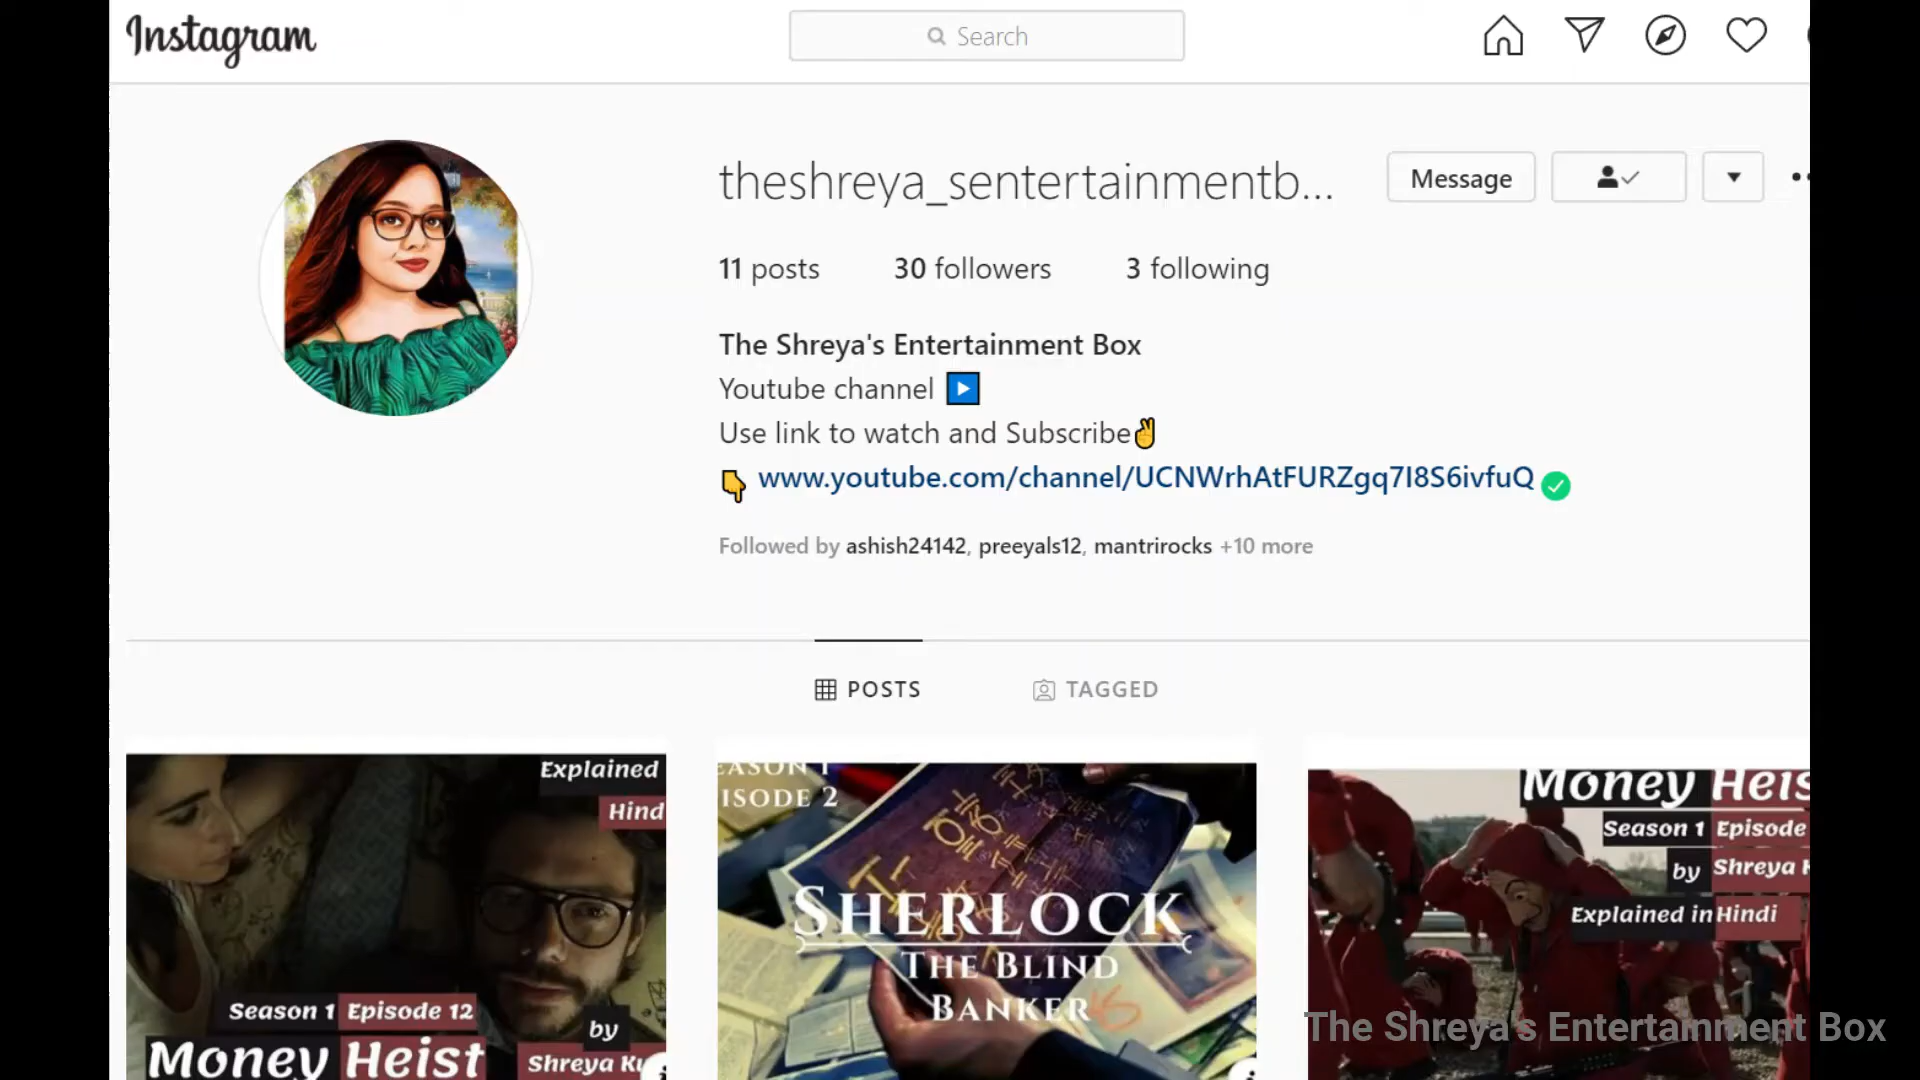 Instagram
Search
theshreya_sentertainmentb...
Message
11 posts
30 followers
3 following
The Shreya's Entertainment Box
Youtube channel
Use link to watch and Subscribe✌
👇 www.youtube.com/channel/UCNWrhAtFURZgq7I8S6ivfuQ
Followed by ashish24142, preeyals12, mantrirocks +10 more
POSTS
TAGGED
Explained
Hind
Season 1 Episode 12
by
Money Heist
Shreya Ku
EASON 1
ISODE 2
SHERLOCK
THE BLIND
BANKER
Money Heis
Season 1 Episode
by Shreya K
Explained in Hindi
The Shreya's Entertainment Box